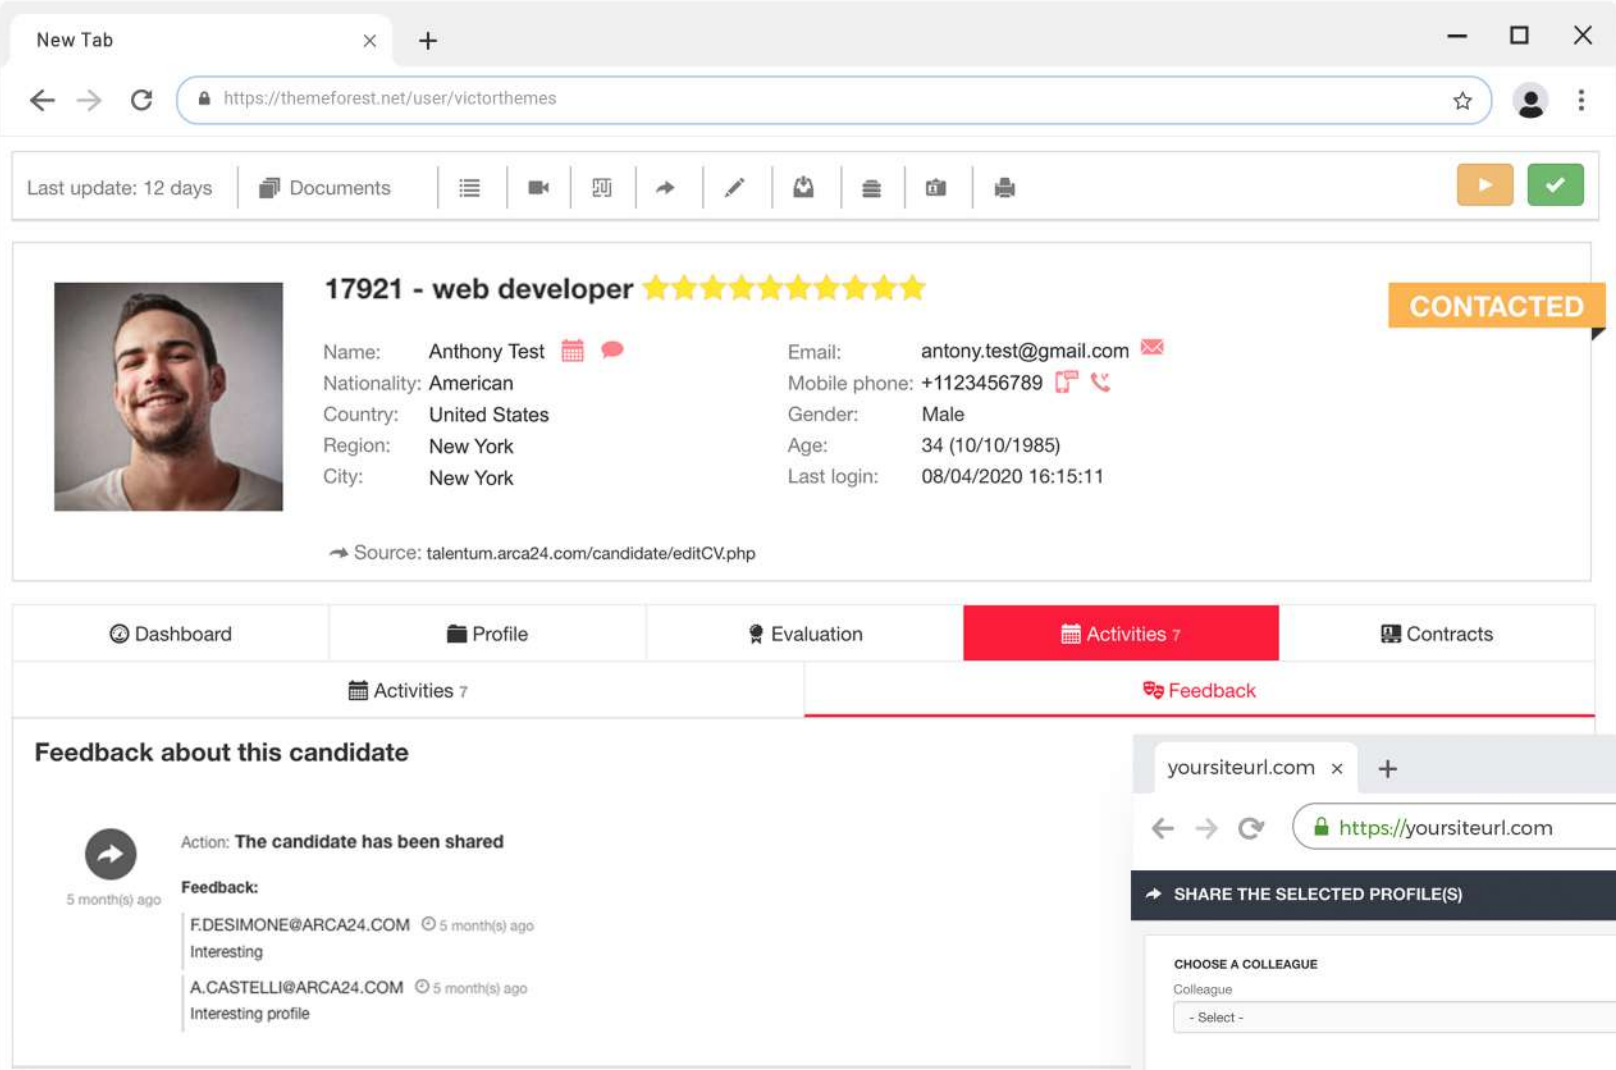 New Tab
https://themeforest.net/user/victorthemes
Last update: 12 days
Documents
17921 - web developer
CONTACTED
Name: Anthony Test
Email: antony.test@gmail.com
Nationality: American
Mobile phone: +1123456789
Country: United States
Gender: Male
Region: New York
Age: 34 (10/10/1985)
City: New York
Last login: 08/04/2020 16:15:11
Source: talentum.arca24.com/candidate/editCV.php
Dashboard
Profile
Evaluation
Activities 7
Contracts
Activities 7
Feedback
Feedback about this candidate
Action: The candidate has been shared
5 month(s) ago
Feedback:
F.DESIMONE@ARCA24.COM 5 month(s) ago
Interesting
A.CASTELLI@ARCA24.COM 5 month(s) ago
Interesting profile
yoursiteurl.com
https://yoursiteurl.com
SHARE THE SELECTED PROFILE(S)
CHOOSE A COLLEAGUE
Colleague
- Select -